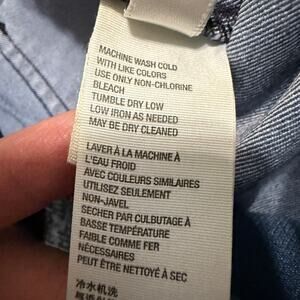 MACHINE WASH COLD
WITH LIKE COLORS
USE ONLY NON-CHLORINE
BLEACH
TUMBLE DRY LOW
LOW IRON AS NEEDED
MAY BE DRY CLEANED
LAVER À LA MACHINE À
L'EAU FROID
AVEC COULEURS SIMILAIRES
UTILISEZ SEULEMENT
NON-JAVEL
SECHER PAR CULBUTAGE À
BASSE TEMPÉRATURE
FAIBLE COMME FER
NÉCESSAIRES
PEUT ÊTRE NETTOYÉ À SEC
冷水机洗